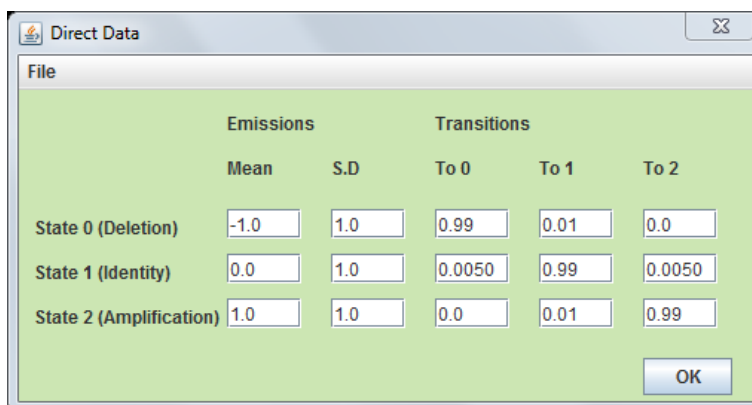 Direct Data
File
Emissions Transitions
Mean S.D To 0 To 1 To 2
State 0 (Deletion) -1.0 1.0 0.99 0.01 0.0
State 1 (Identity) 0.0 1.0 0.0050 0.99 0.0050
State 2 (Amplification) 1.0 1.0 0.0 0.01 0.99
OK